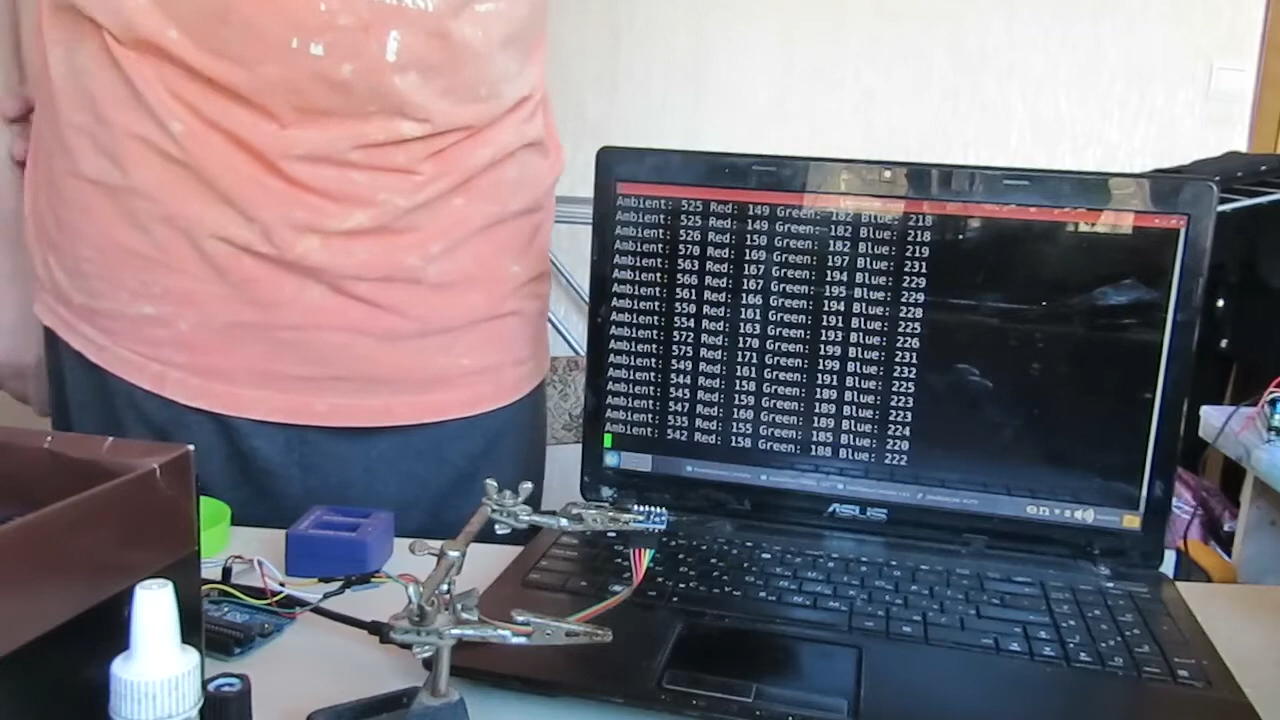 Ambient: 525 Red: 149 Green: 182 Blue: 218
Ambient: 525 Red: 149 Green: 182 Blue: 218
Ambient: 526 Red: 150 Green: 182 Blue: 219
Ambient: 570 Red: 169 Green: 197 Blue: 231
Ambient: 563 Red: 167 Green: 194 Blue: 229
Ambient: 566 Red: 167 Green: 195 Blue: 229
Ambient: 561 Red: 166 Green: 194 Blue: 228
Ambient: 550 Red: 161 Green: 191 Blue: 225
Ambient: 554 Red: 163 Green: 193 Blue: 226
Ambient: 572 Red: 170 Green: 199 Blue: 231
Ambient: 575 Red: 171 Green: 199 Blue: 232
Ambient: 549 Red: 161 Green: 191 Blue: 225
Ambient: 544 Red: 158 Green: 189 Blue: 223
Ambient: 545 Red: 159 Green: 189 Blue: 223
Ambient: 547 Red: 160 Green: 189 Blue: 224
Ambient: 535 Red: 155 Green: 185 Blue: 220
Ambient: 542 Red: 158 Green: 188 Blue: 222
en
ASUS